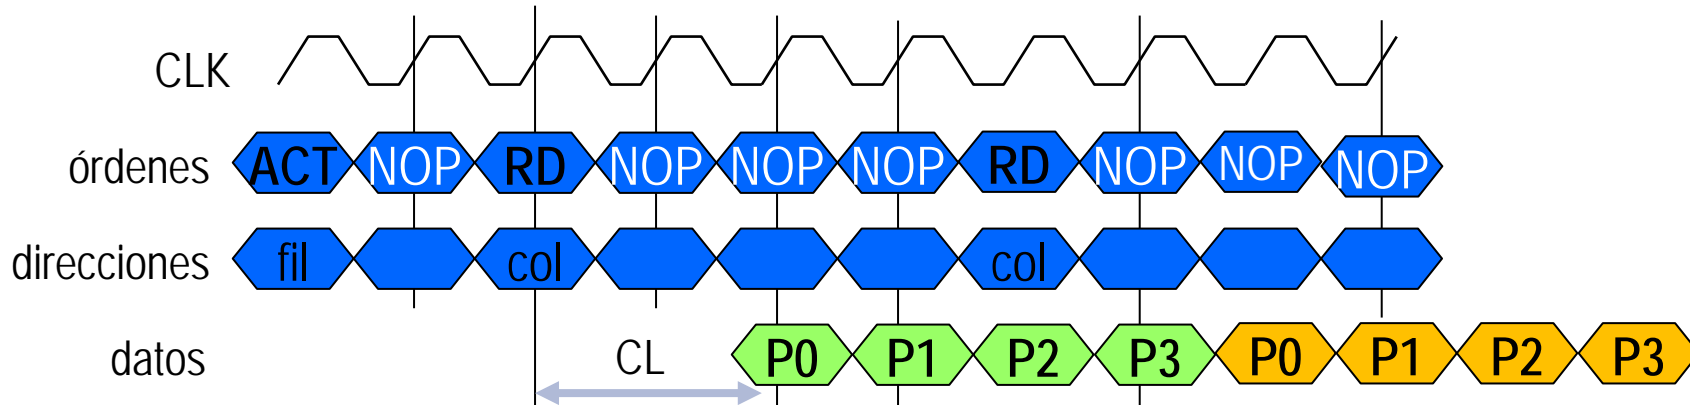 CLK
órdenes ACT NOP RD NOP NOP NOP RD NOP NOP NOP
direcciones fil col col
datos CL P0 P1 P2 P3 P0 P1 P2 P3